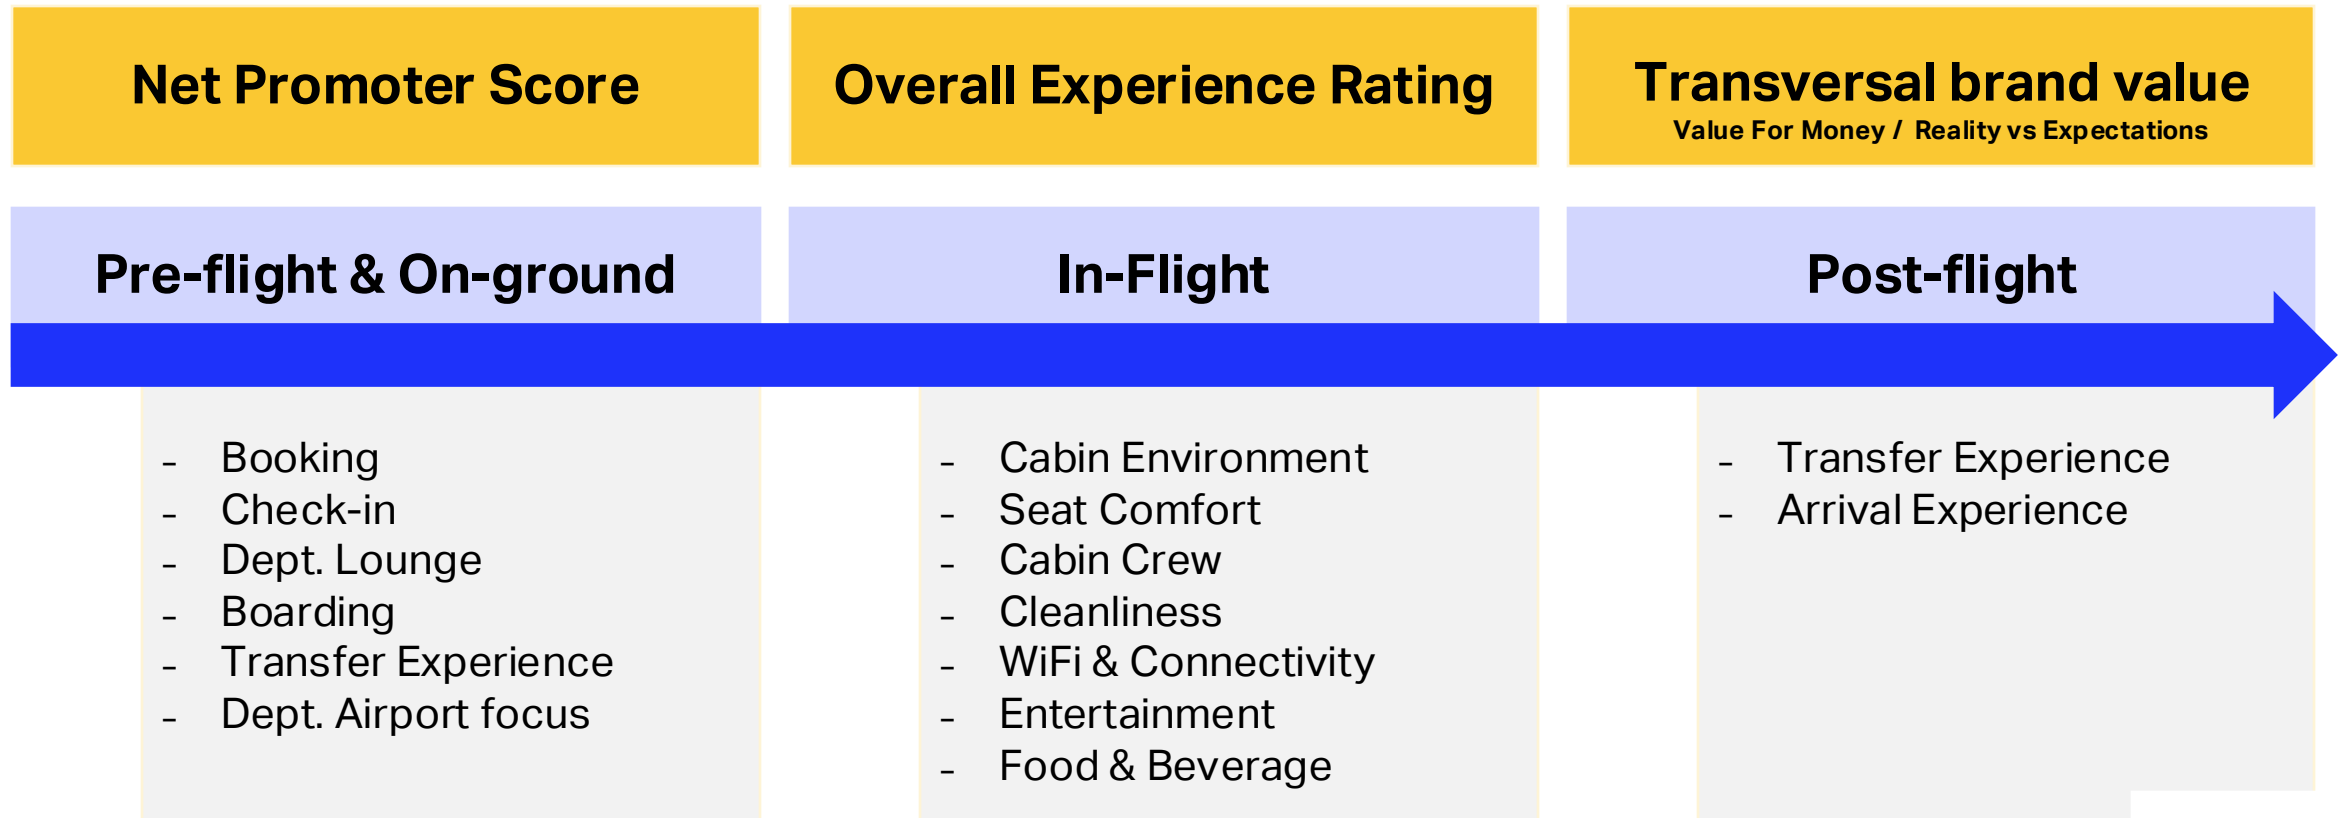 Net Promoter Score
Overall Experience Rating
Transversal brand value
Value For Money / Reality vs Expectations
Pre-flight & On-ground
In-Flight
Post-flight
- Booking
- Check-in
- Dept. Lounge
- Boarding
- Transfer Experience
- Dept. Airport focus
- Cabin Environment
- Seat Comfort
- Cabin Crew
- Cleanliness
- WiFi & Connectivity
- Entertainment
- Food & Beverage
- Transfer Experience
- Arrival Experience